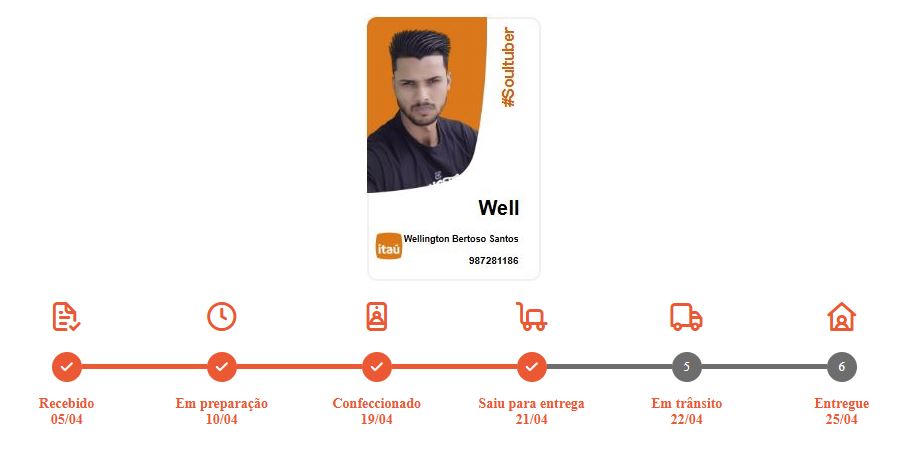 #Soultuber
Well
Wellington Bertoso Santos
itaú
987281186
5
6
Recebido
05/04
Em preparação
10/04
Confeccionado
19/04
Saiu para entrega
21/04
Em trânsito
22/04
Entregue
25/04